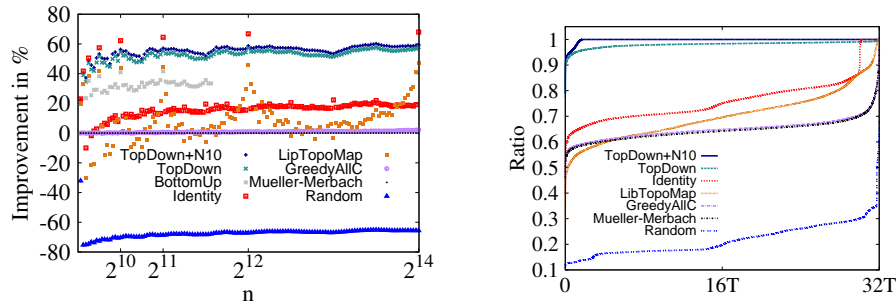 Improvement in %
80
60
40
20
0
-20
-40
-60
-80
TopDown+N10
TopDown
BottomUp
Identity
LipTopoMap
GreedyAllC
Mueller-Merbach
Random
2^10
2^11
2^12
2^14
n
Ratio
1
0.9
0.8
0.7
0.6
0.5
0.4
0.3
0.2
0.1
TopDown+N10
TopDown
Identity
LibTopoMap
GreedyAllC
Mueller-Merbach
Random
0
16T
32T